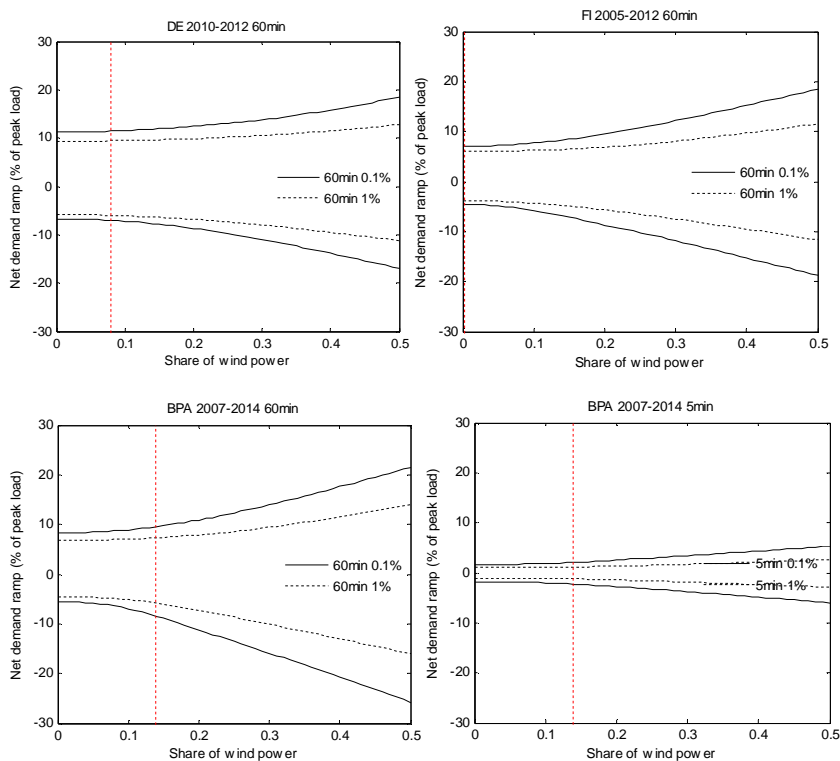 DE 2010-2012 60min
30
20
10
0
-10
-20
-30
Net demand ramp (% of peak load)
60min 0.1%
60min 1%
0
0.1
0.2
0.3
0.4
0.5
Share of wind power
FI 2005-2012 60min
30
20
10
0
-10
-20
-30
Net demand ramp (% of peak load)
60min 0.1%
60min 1%
0
0.1
0.2
0.3
0.4
0.5
Share of wind power
BPA 2007-2014 60min
30
20
10
0
-10
-20
-30
Net demand ramp (% of peak load)
60min 0.1%
60min 1%
0
0.1
0.2
0.3
0.4
0.5
Share of wind power
BPA 2007-2014 5min
30
20
10
0
-10
-20
-30
Net demand ramp (% of peak load)
5min 0.1%
5min 1%
0
0.1
0.2
0.3
0.4
0.5
Share of wind power